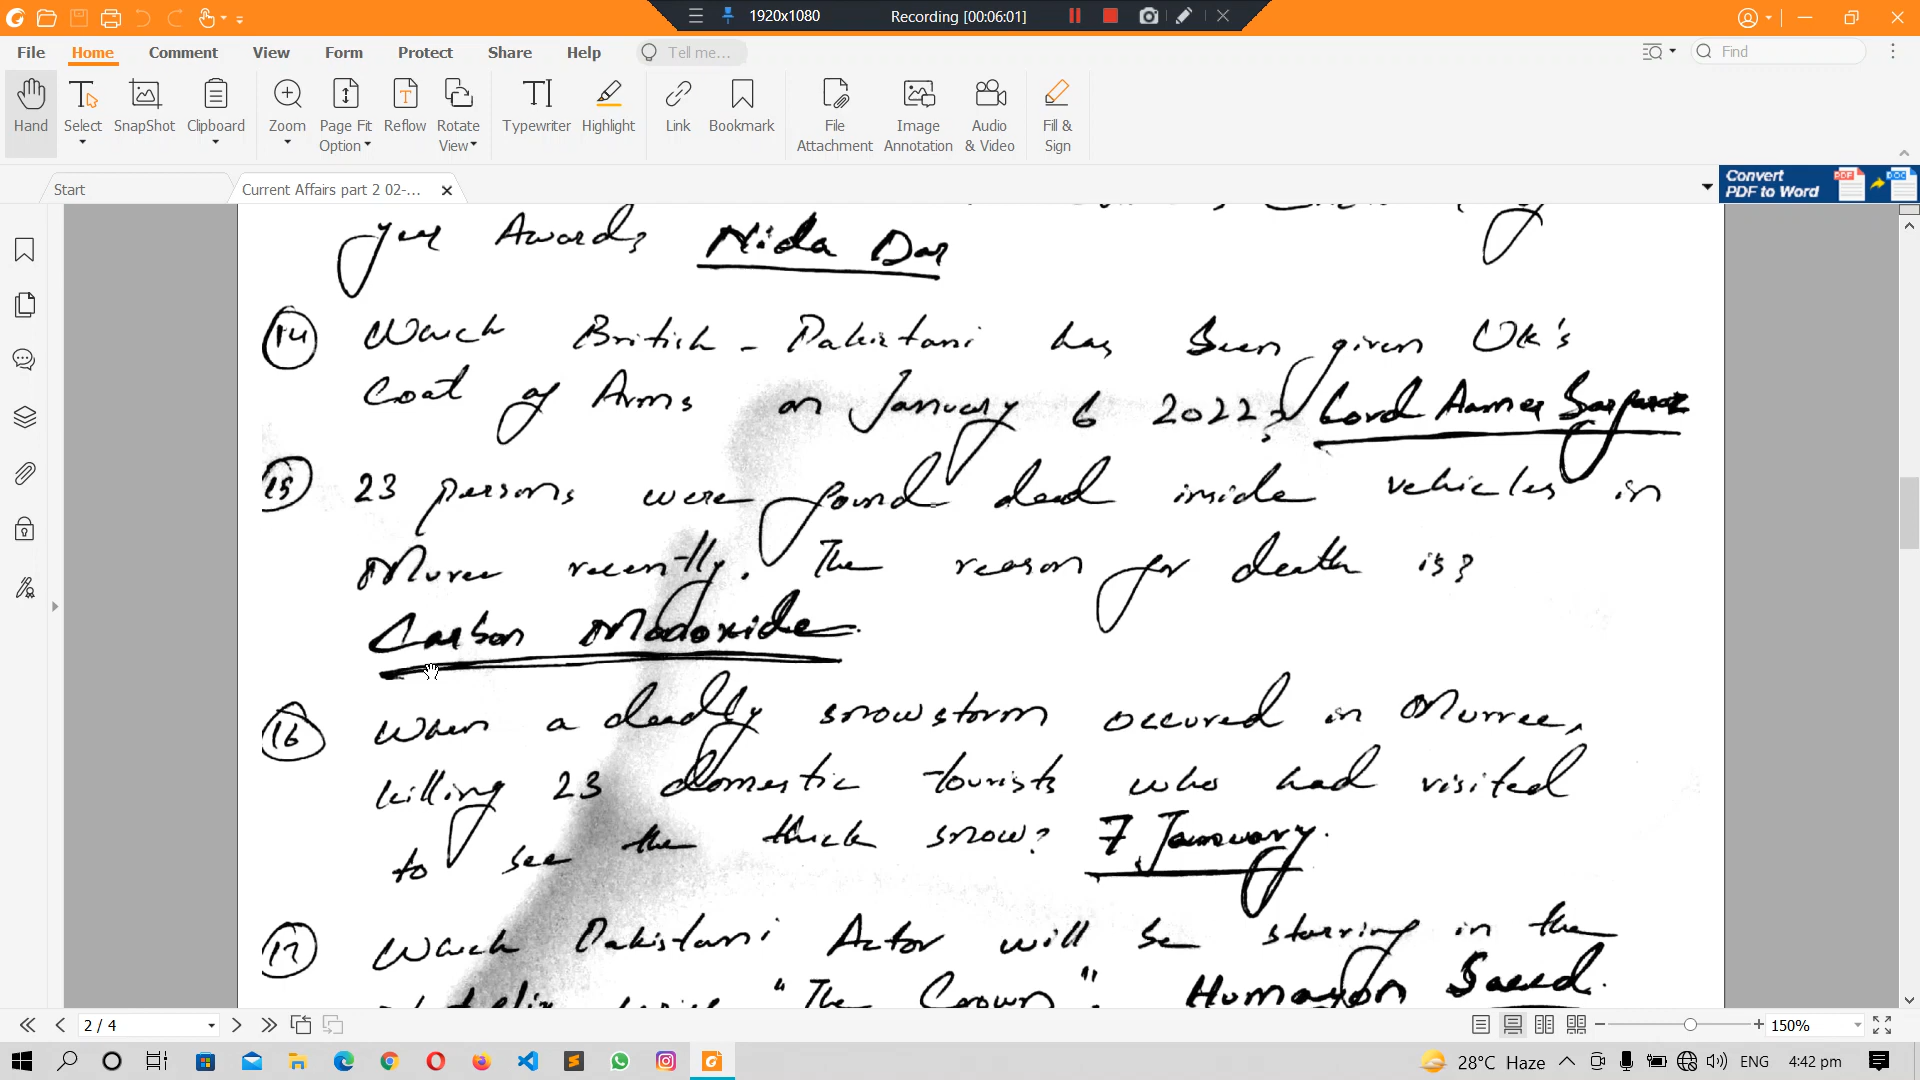 1920x1080 Recording [00:06:01]
File Home Comment View Form Protect Share Help Tell me... Find
Hand Select SnapShot Clipboard Zoom Page Fit Option Reflow Rotate View Typewriter Highlight Link Bookmark File Attachment Image Annotation Audio & Video Fill & Sign
Start Current Affairs part 2 02-... Convert PDF to Word PDF DOC
year Awards Nida Dar
14 Which British - Pakistani has been given UK's
Coat of Arms on January 6 2022? Lord Aamer Sarfaraz
15 23 persons were found dead inside vehicles in
Murree recently. The reason for death is?
Carbon Modoxide.
16 When a deadly snowstorm occured in Murree,
killing 23 domestic tourists who had visited
to see the thick snow? 7 January.
17 Which Pakistani Actor will be starring in the
"The Crown". Humayon Saeed.
2 / 4 150%
28°C Haze ENG 4:42 pm